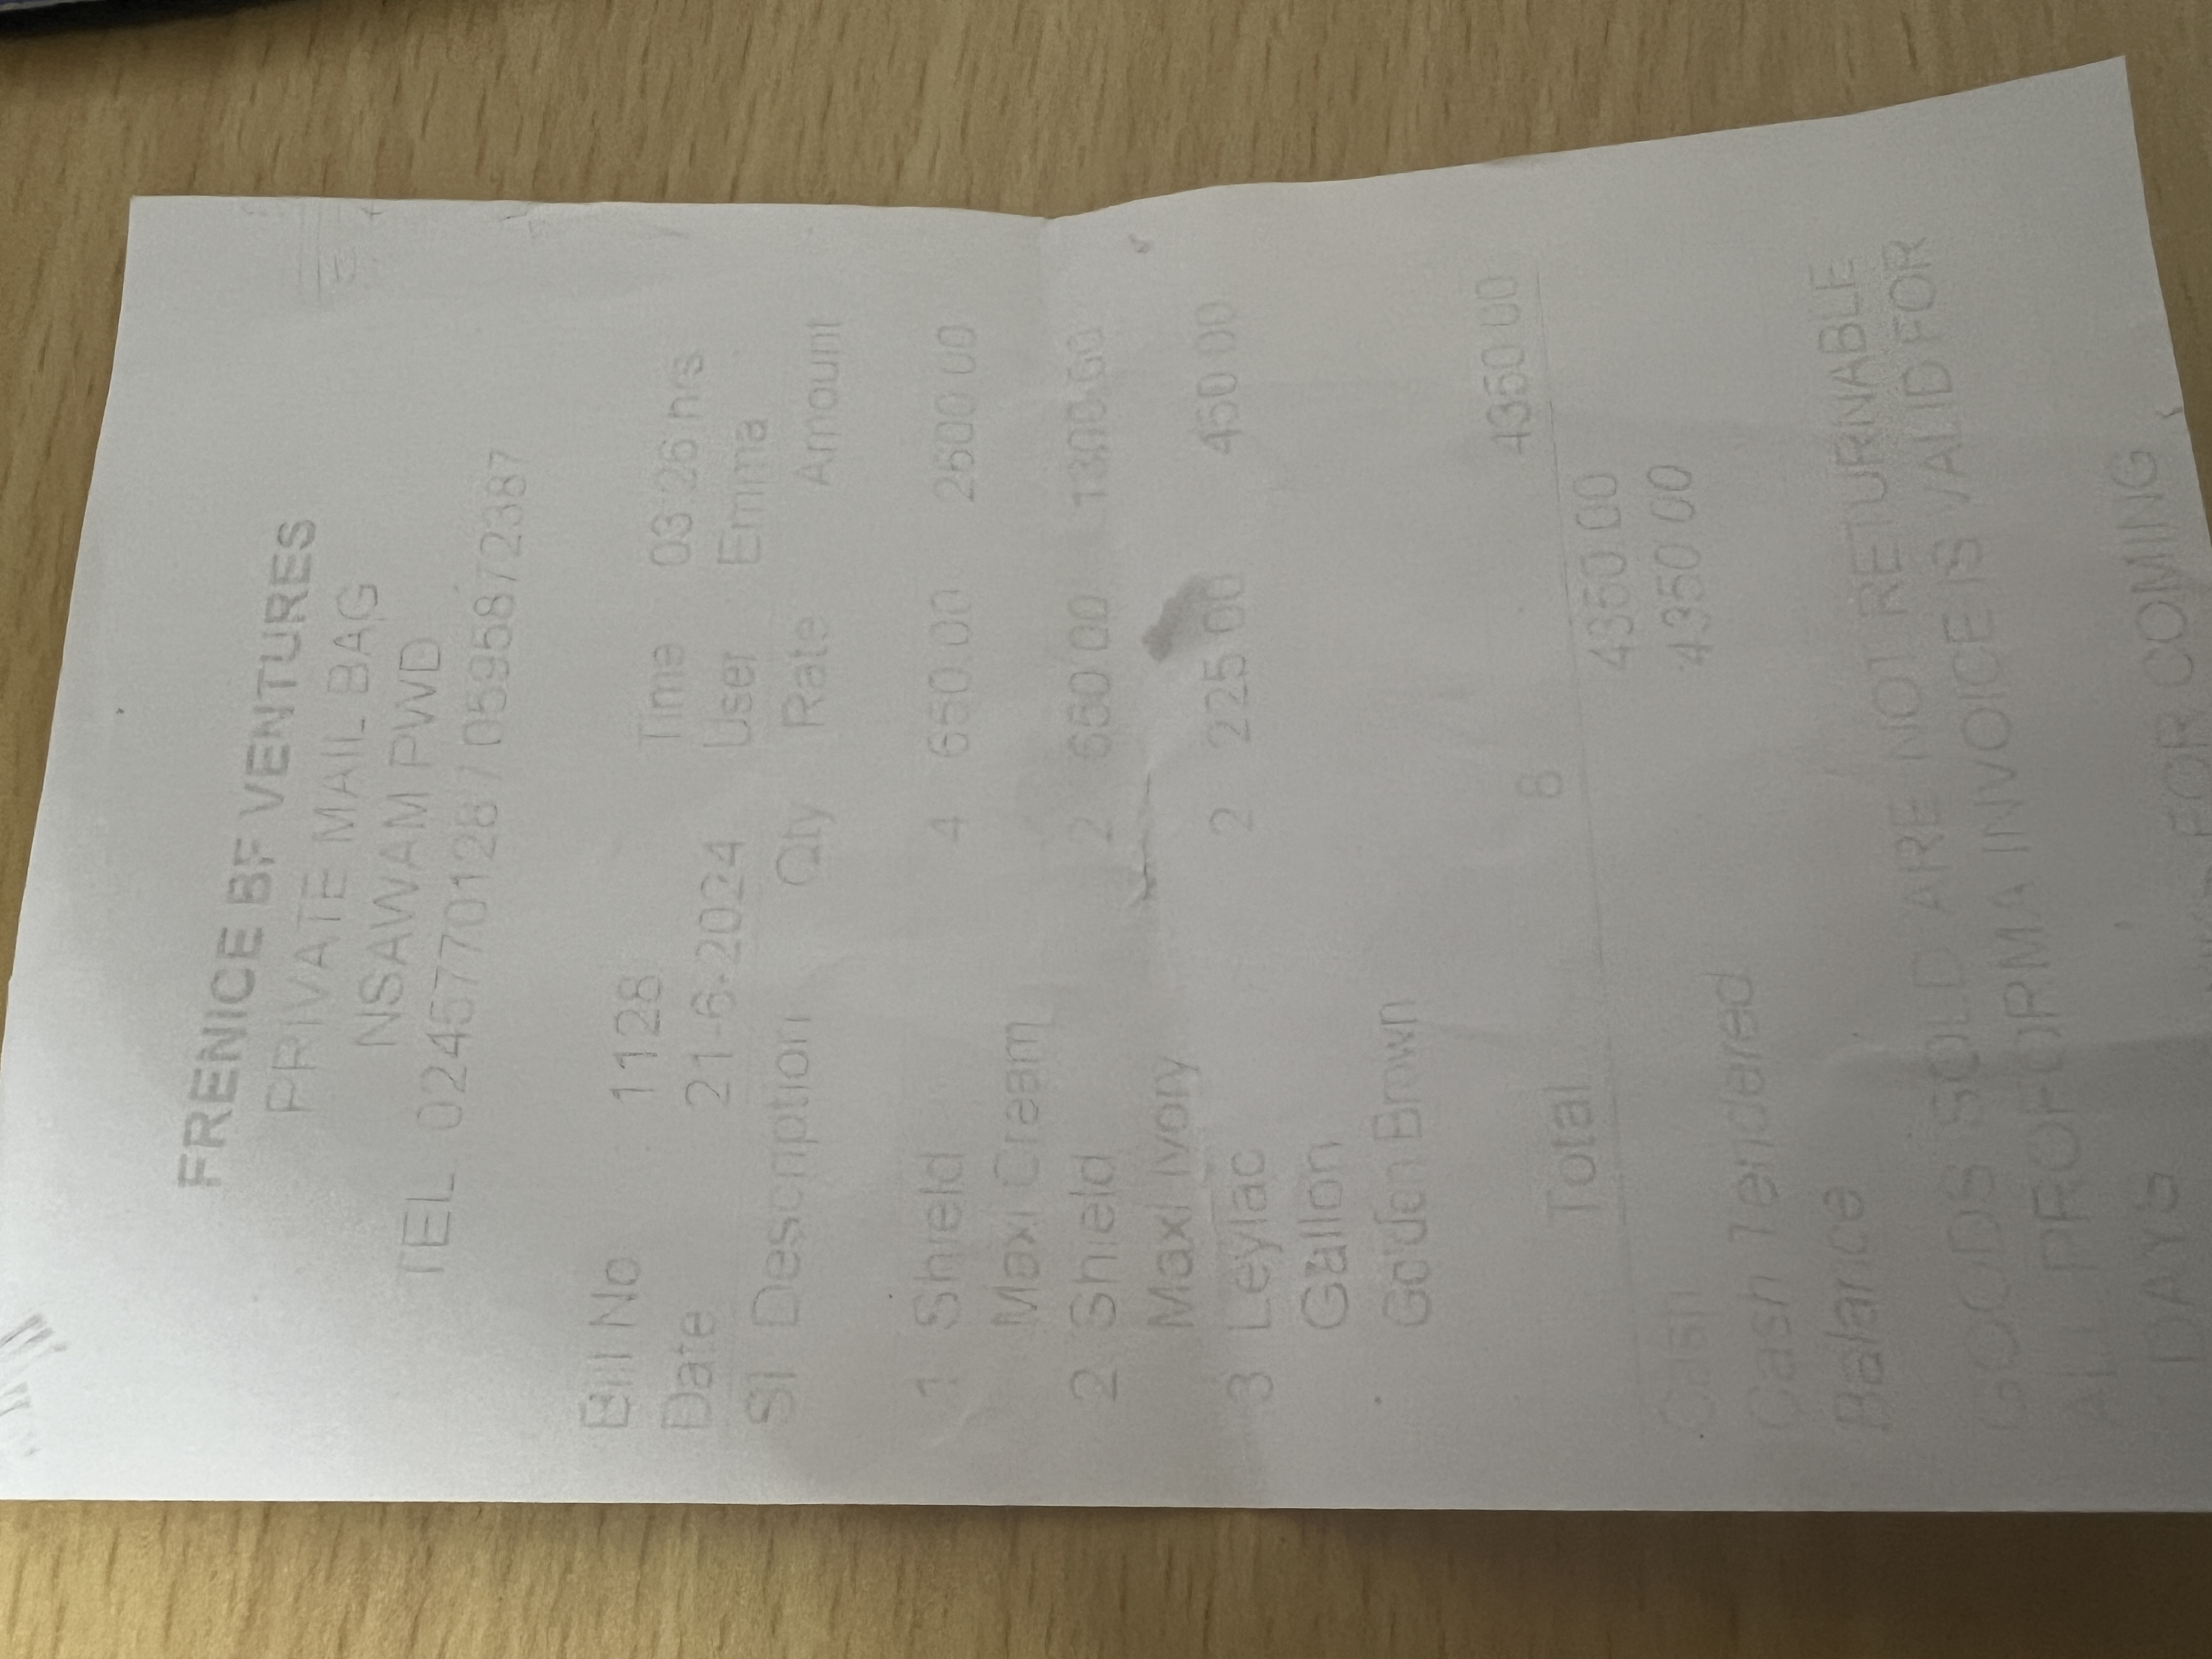 FRENICE BF VENTURES
PRIVATE MAIL BAG
NSAWAM PWD
TEL 0245770128 / 0595872387
Bill No : 1128 Time : 03:26 hrs
Date 21-6-2024 User Emma
Sl Description Qty Rate Amount
1 Shield 4 650.00 2600.00
Maxi Cream
2 Shield 2 650.00 1300.00
Maxi Ivory
3 Leylac 2 225.00 450.00
Gallon
Golden Brown
Total 8 4350.00
Cash 4350.00
Cash Tendered 4350.00
Balance
GOODS SOLD ARE NOT RETURNABLE
ALL PROFORMA INVOICE IS VALID FOR
DAYS
FOR COMING